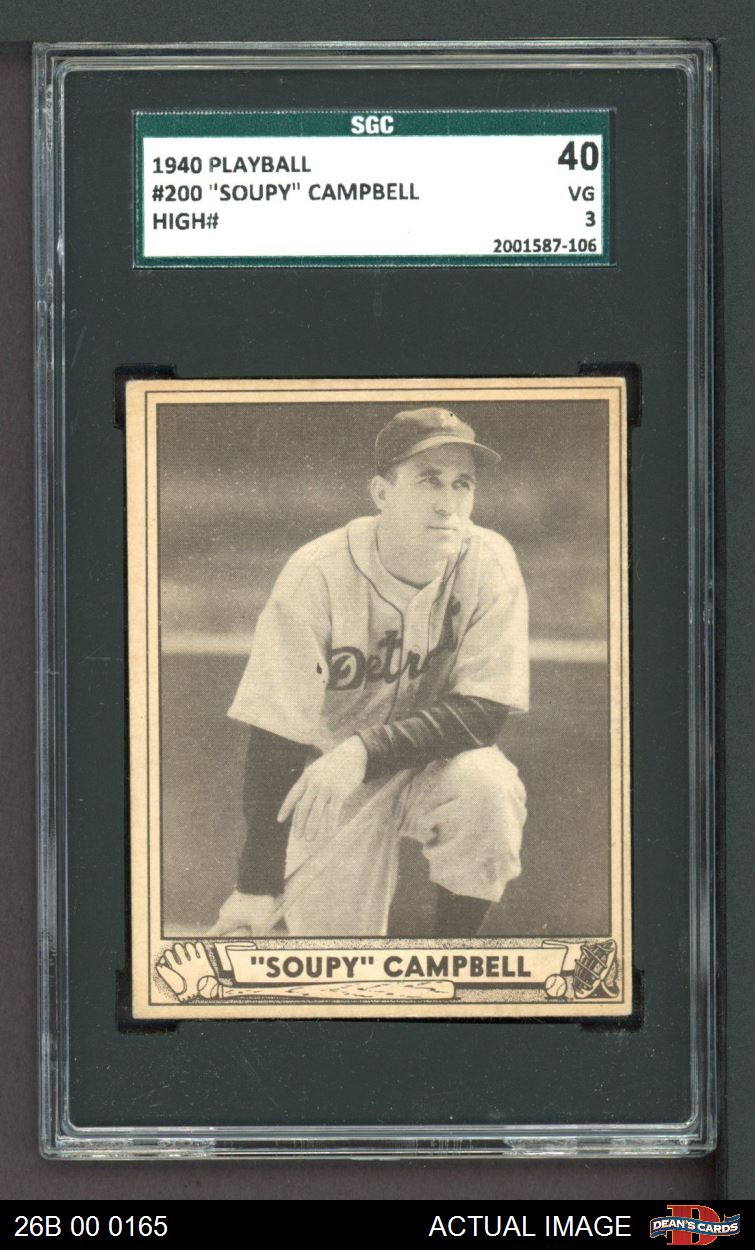 SGC
1940 PLAYBALL
40
#200 "SOUPY" CAMPBELL
VG
HIGH#
3
2001587-106
Detroit
"SOUPY" CAMPBELL
26B 00 0165
ACTUAL IMAGE
DEAN'S CARDS